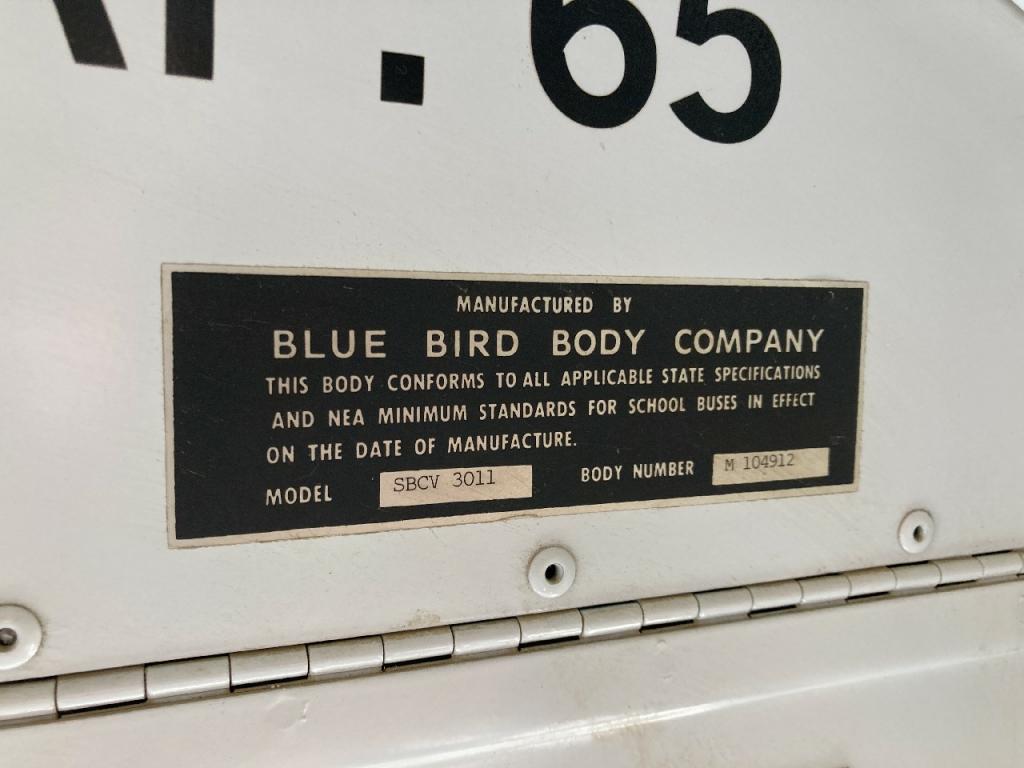 . 65
MANUFACTURED BY
BLUE BIRD BODY COMPANY
THIS BODY CONFORMS TO ALL APPLICABLE STATE SPECIFICATIONS
AND NEA MINIMUM STANDARDS FOR SCHOOL BUSES IN EFFECT
ON THE DATE OF MANUFACTURE.
MODEL SBCV 3011 BODY NUMBER M 104912